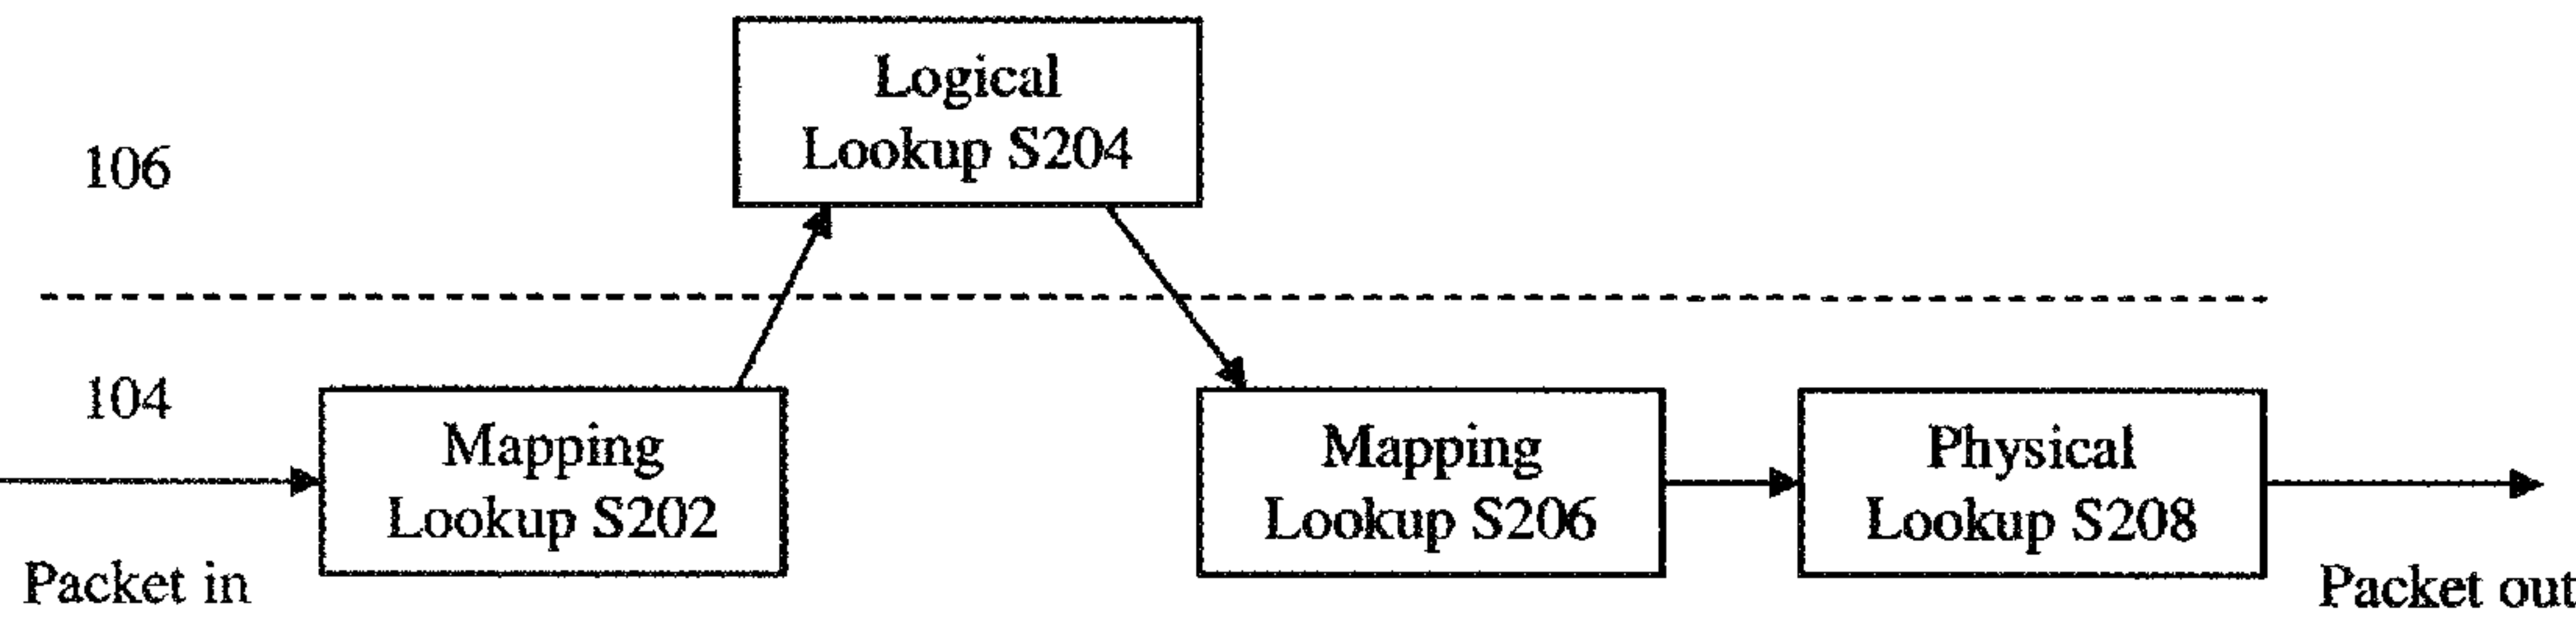 Logical
Lookup S204
106
104
Mapping
Lookup S202
Mapping
Lookup S206
Physical
Lookup S208
Packet in
Packet out